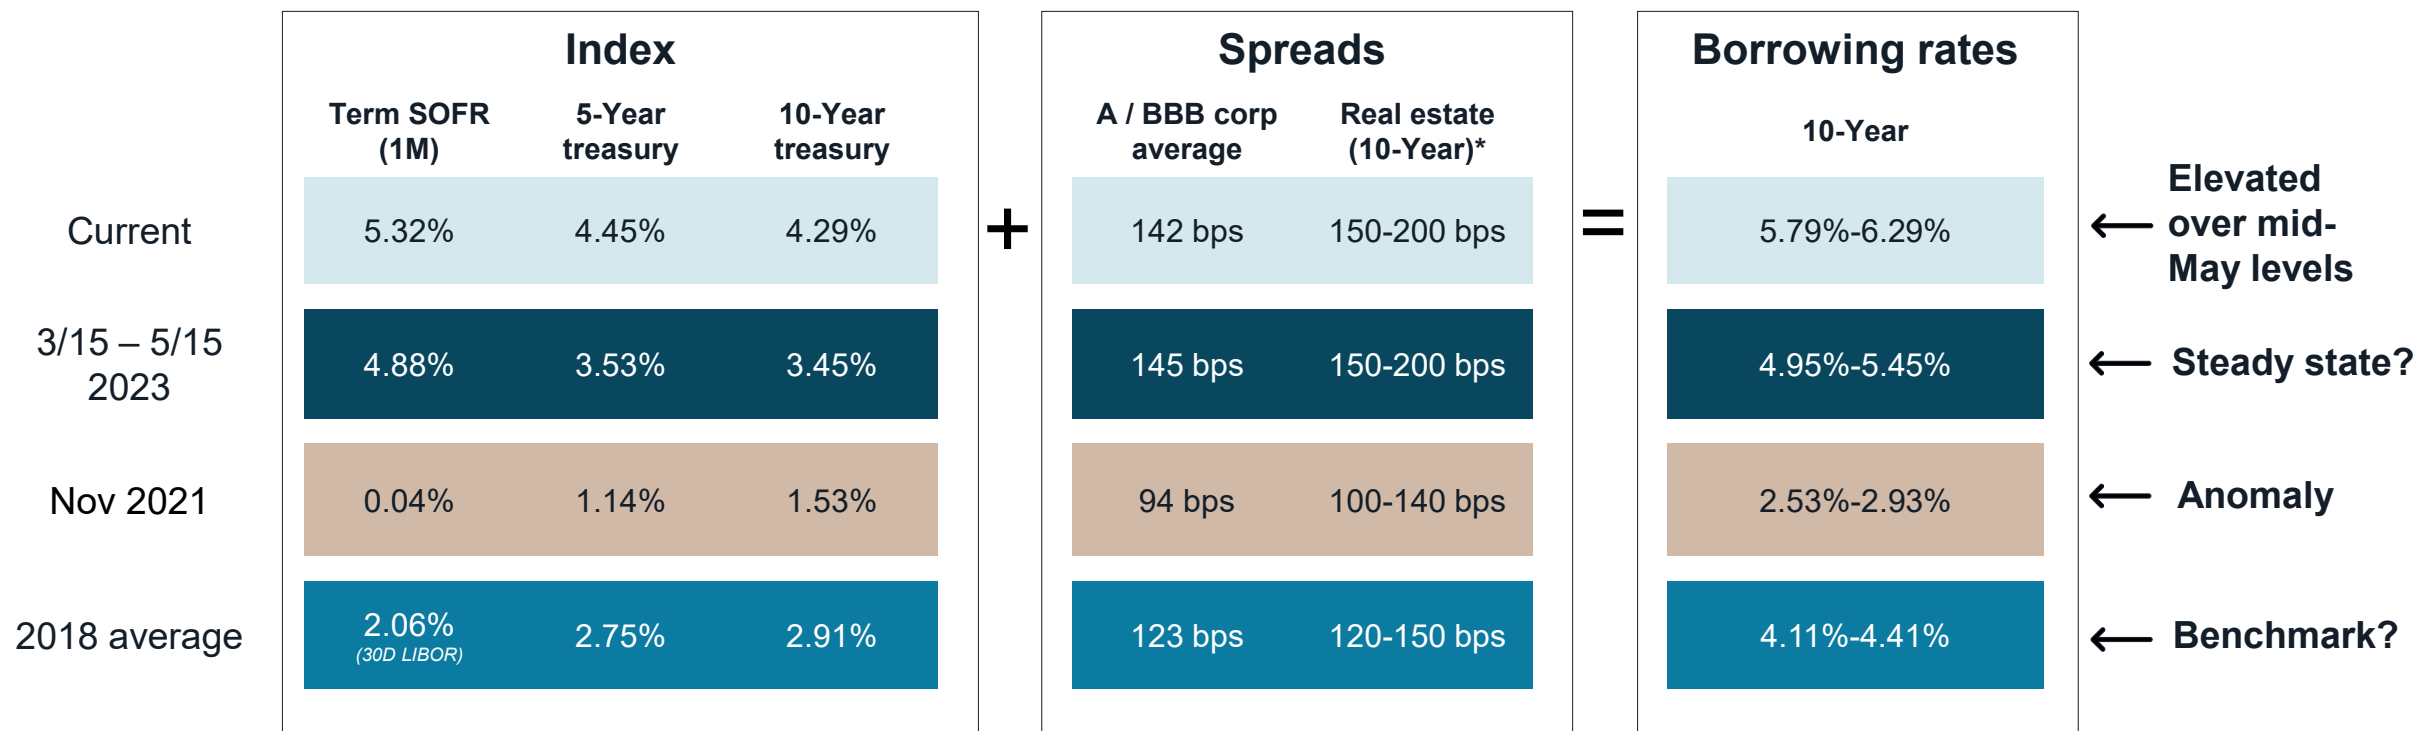 Index
Spreads
Borrowing rates
Term SOFR
(1M)
5-Year
treasury
10-Year
treasury
A / BBB corp
average
Real estate
(10-Year)*
10-Year
Current
5.32%
4.45%
4.29%
+
142 bps
150-200 bps
=
5.79%-6.29%
Elevated
over mid-
May levels
3/15 – 5/15
2023
4.88%
3.53%
3.45%
145 bps
150-200 bps
4.95%-5.45%
Steady state?
Nov 2021
0.04%
1.14%
1.53%
94 bps
100-140 bps
2.53%-2.93%
Anomaly
2018 average
2.06%
(30D LIBOR)
2.75%
2.91%
123 bps
120-150 bps
4.11%-4.41%
Benchmark?